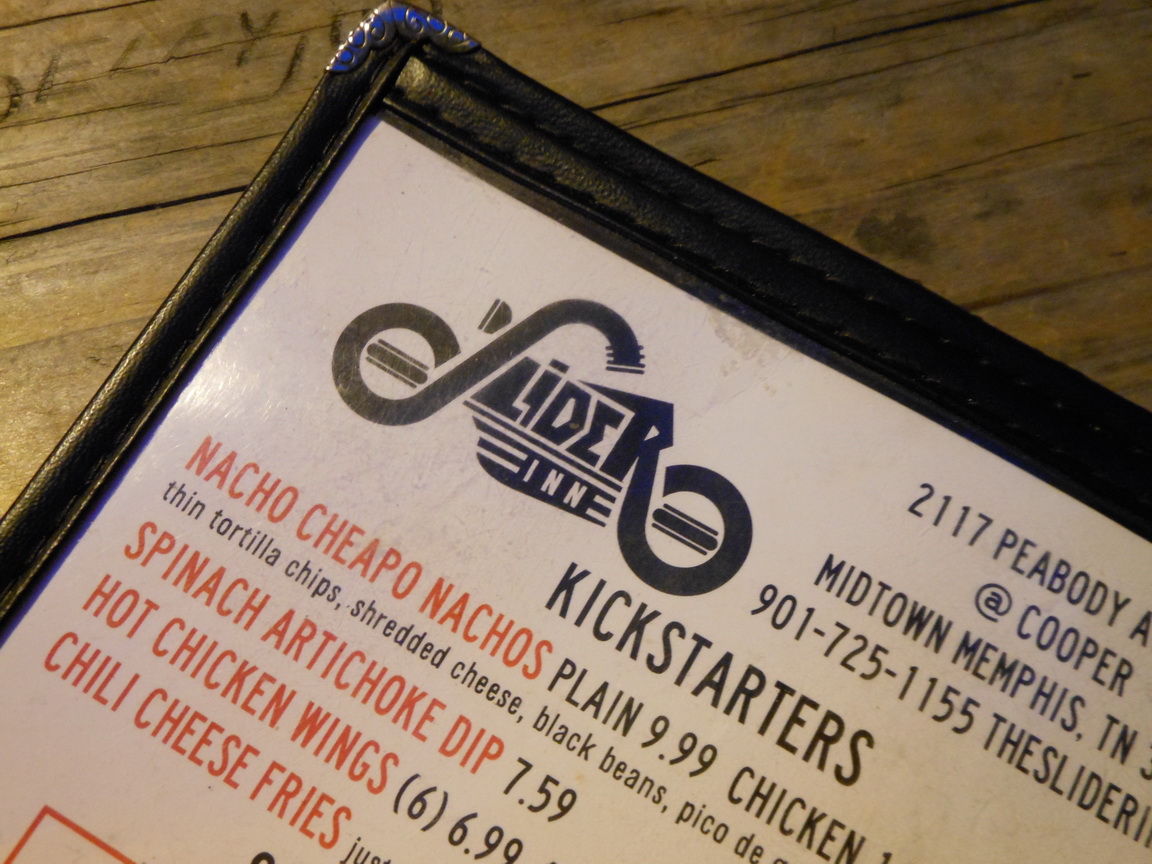 SLIDER
INN
2117 PEABODY
@ COOPER
MIDTOWN MEMPHIS, TN
901-725-1155
KICKSTARTERS
NACHO CHEAPO NACHOS PLAIN 9.99 CHICKEN
thin tortilla chips, shredded cheese, black beans, pico de
SPINACH ARTICHOKE DIP 7.59
HOT CHICKEN WINGS (6) 6.99
CHILI CHEESE FRIES